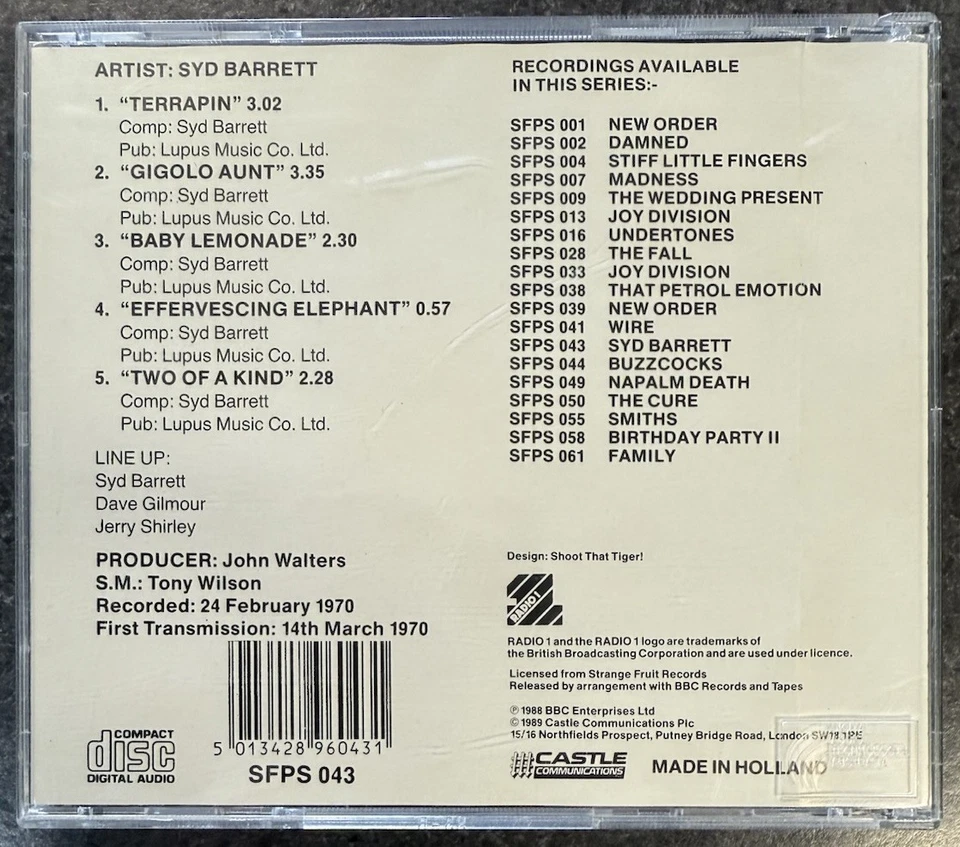 ARTIST: SYD BARRETT
1. “TERRAPIN” 3.02
Comp: Syd Barrett
Pub: Lupus Music Co. Ltd.
2. “GIGOLO AUNT” 3.35
Comp: Syd Barrett
Pub: Lupus Music Co. Ltd.
3. “BABY LEMONADE” 2.30
Comp: Syd Barrett
Pub: Lupus Music Co. Ltd.
4. “EFFERVESCING ELEPHANT” 0.57
Comp: Syd Barrett
Pub: Lupus Music Co. Ltd.
5. “TWO OF A KIND” 2.28
Comp: Syd Barrett
Pub: Lupus Music Co. Ltd.
LINE UP:
Syd Barrett
Dave Gilmour
Jerry Shirley
PRODUCER: John Walters
S.M.: Tony Wilson
Recorded: 24 February 1970
First Transmission: 14th March 1970
COMPACT
disc
DIGITAL AUDIO
5 013428 960431
SFPS 043
RECORDINGS AVAILABLE
IN THIS SERIES:-
SFPS 001 NEW ORDER
SFPS 002 DAMNED
SFPS 004 STIFF LITTLE FINGERS
SFPS 007 MADNESS
SFPS 009 THE WEDDING PRESENT
SFPS 013 JOY DIVISION
SFPS 016 UNDERTONES
SFPS 028 THE FALL
SFPS 033 JOY DIVISION
SFPS 038 THAT PETROL EMOTION
SFPS 039 NEW ORDER
SFPS 041 WIRE
SFPS 043 SYD BARRETT
SFPS 044 BUZZCOCKS
SFPS 049 NAPALM DEATH
SFPS 050 THE CURE
SFPS 055 SMITHS
SFPS 058 BIRTHDAY PARTY II
SFPS 061 FAMILY
Design: Shoot That Tiger!
RADIO 1
RADIO 1 and the RADIO 1 logo are trademarks of
the British Broadcasting Corporation and are used under licence.
Licensed from Strange Fruit Records
Released by arrangement with BBC Records and Tapes
℗ 1988 BBC Enterprises Ltd
© 1989 Castle Communications Plc
15/16 Northfields Prospect, Putney Bridge Road, London SW18 1PE
CASTLE
COMMUNICATIONS
MADE IN HOLLAND